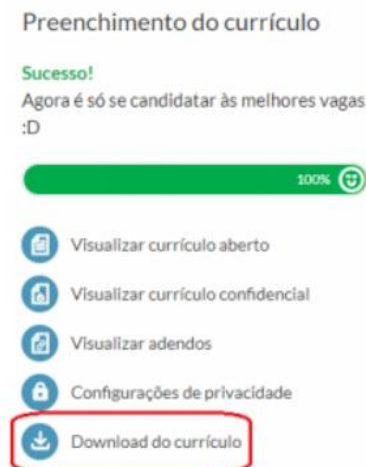 Preenchimento do currículo
Sucesso!
Agora é só se candidatar às melhores vagas
:D
100%
Visualizar currículo aberto
Visualizar currículo confidencial
Visualizar adendos
Configurações de privacidade
Download do currículo